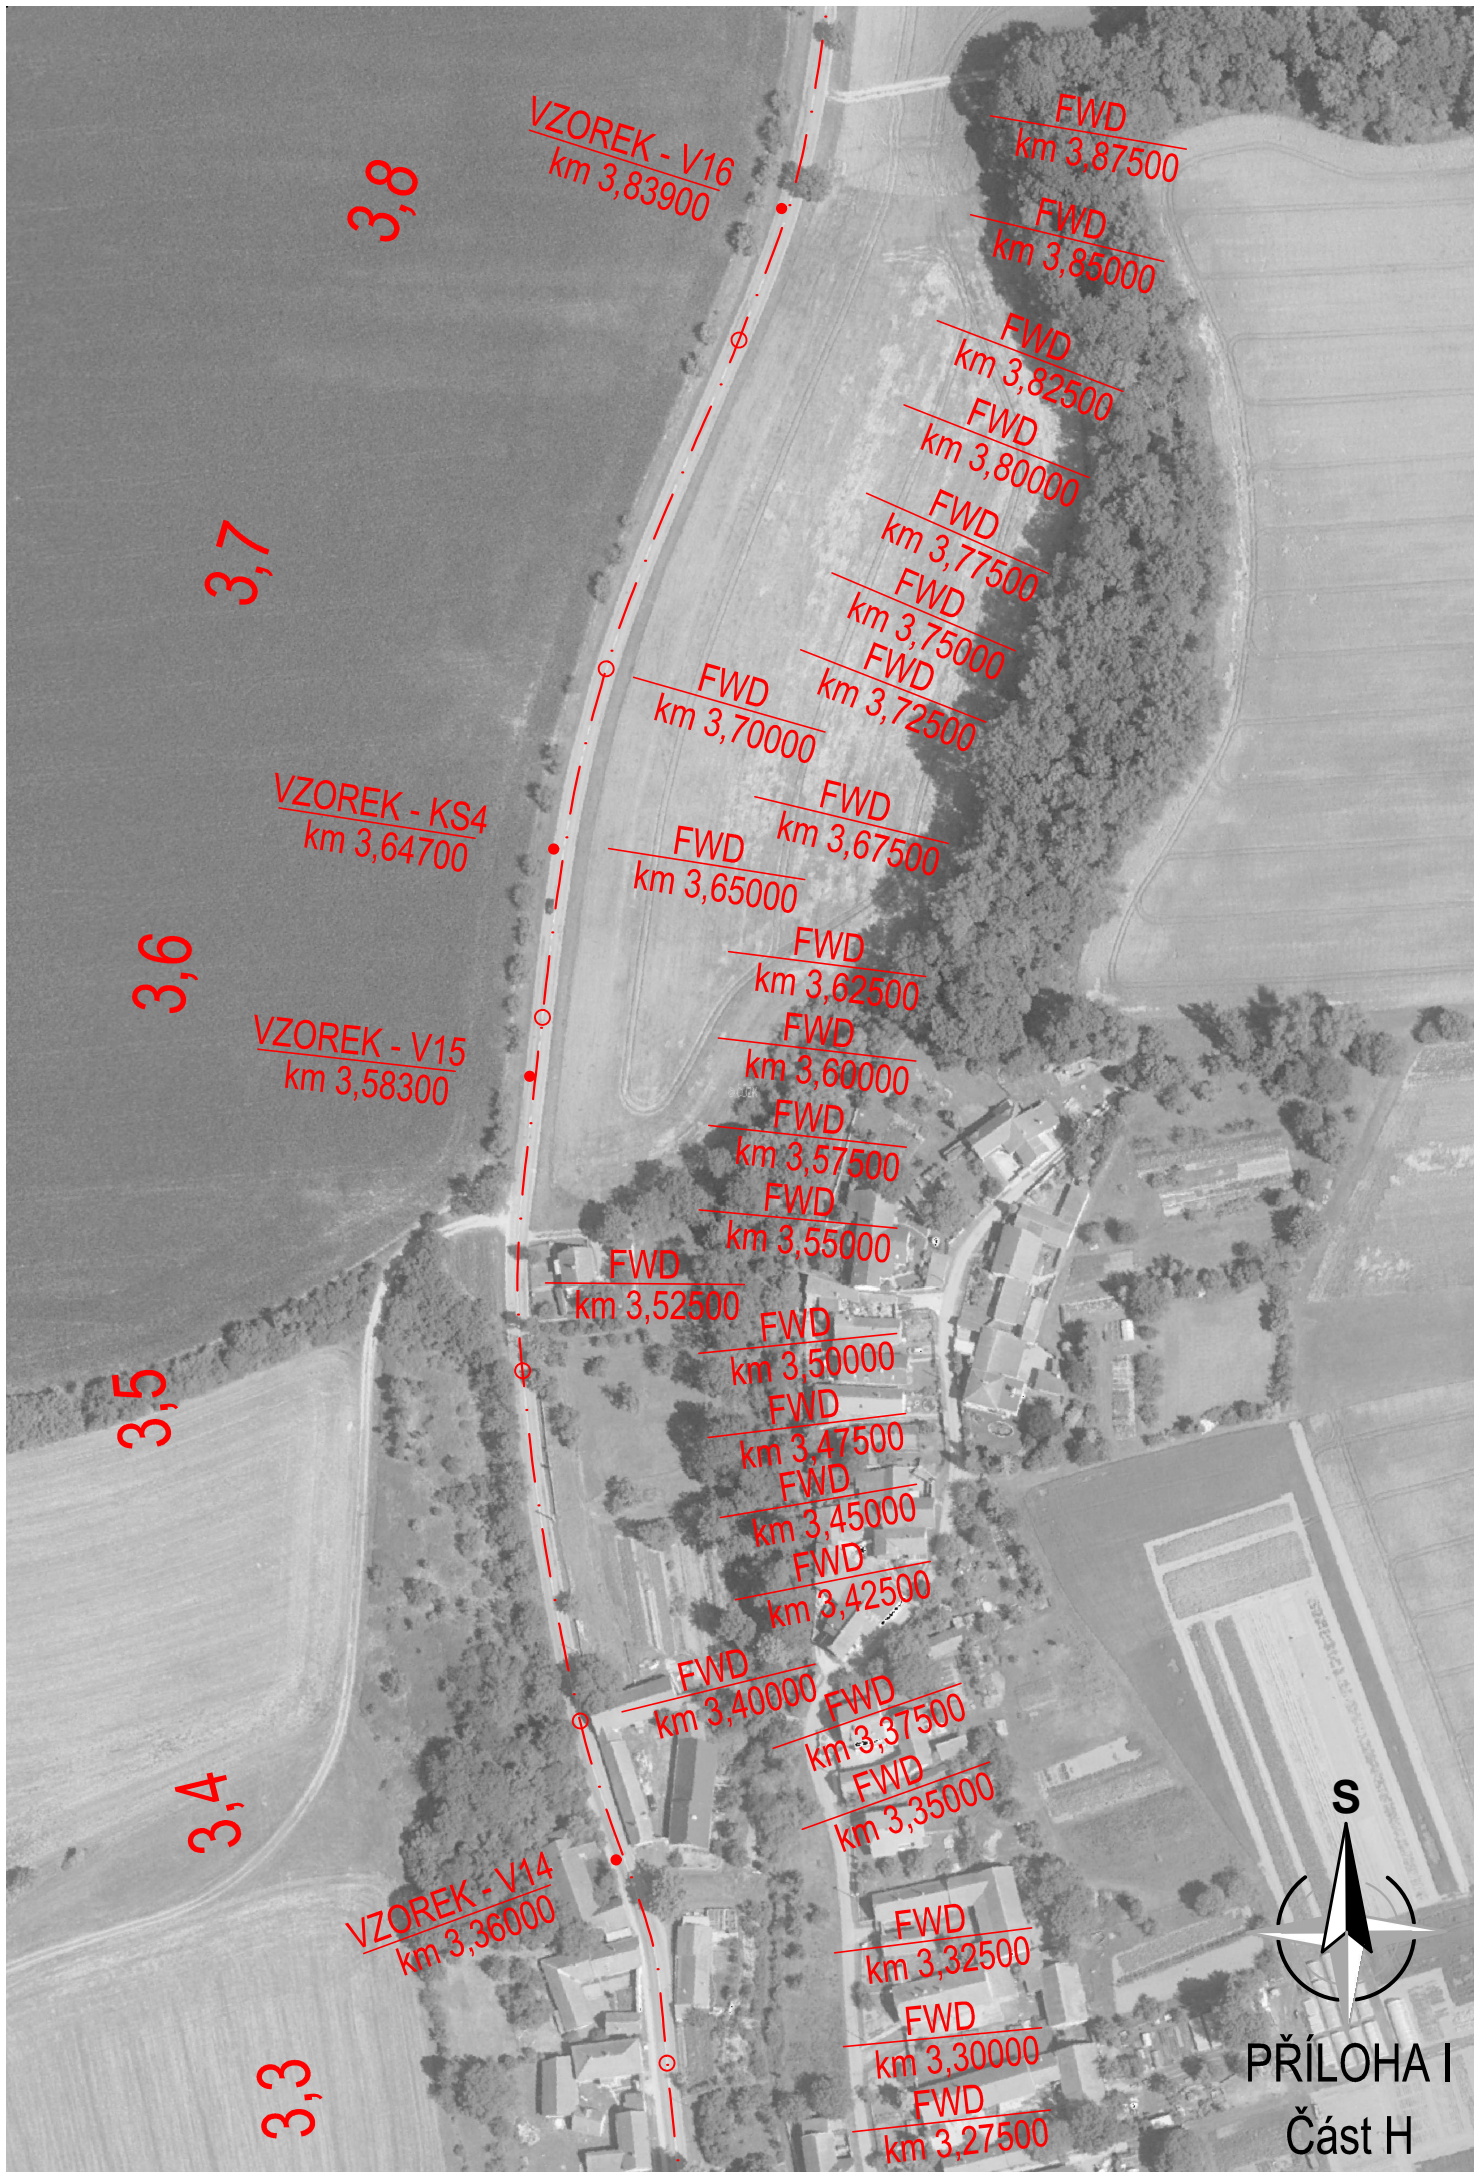 FWD
km 3,87500
VZOREK - V16
km 3,83900
3,8
FWD
km 3,85000
FWD
km 3,82500
FWD
km 3,80000
FWD
km 3,77500
3,7
FWD
km 3,75000
FWD
km 3,72500
FWD
km 3,70000
VZOREK - KS4
km 3,64700
FWD
km 3,67500
FWD
km 3,65000
3,6
FWD
km 3,62500
VZOREK - V15
km 3,58300
FWD
km 3,60000
FWD
km 3,57500
FWD
km 3,55000
FWD
km 3,52500
FWD
km 3,50000
3,5
FWD
km 3,47500
FWD
km 3,45000
FWD
km 3,42500
FWD
km 3,40000
FWD
km 3,37500
3,4
FWD
km 3,35000
VZOREK - V14
km 3,36000
S
FWD
km 3,32500
FWD
km 3,30000
3,3
FWD
km 3,27500
PŘÍLOHA I
Část H